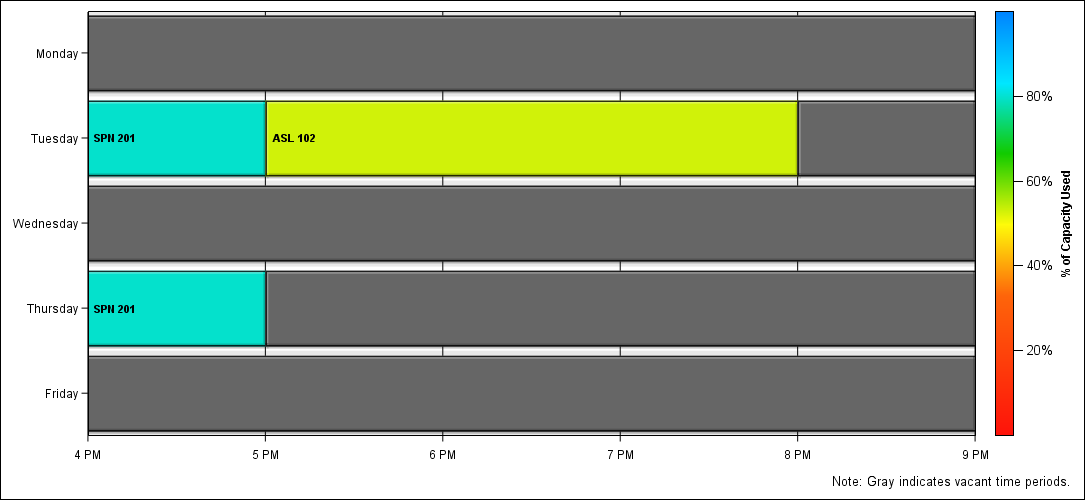 Monday
Tuesday
SPN 201
ASL 102
Wednesday
Thursday
SPN 201
Friday
4 PM
5 PM
6 PM
7 PM
8 PM
9 PM
80%
60%
40%
20%
% of Capacity Used
Note: Gray indicates vacant time periods.